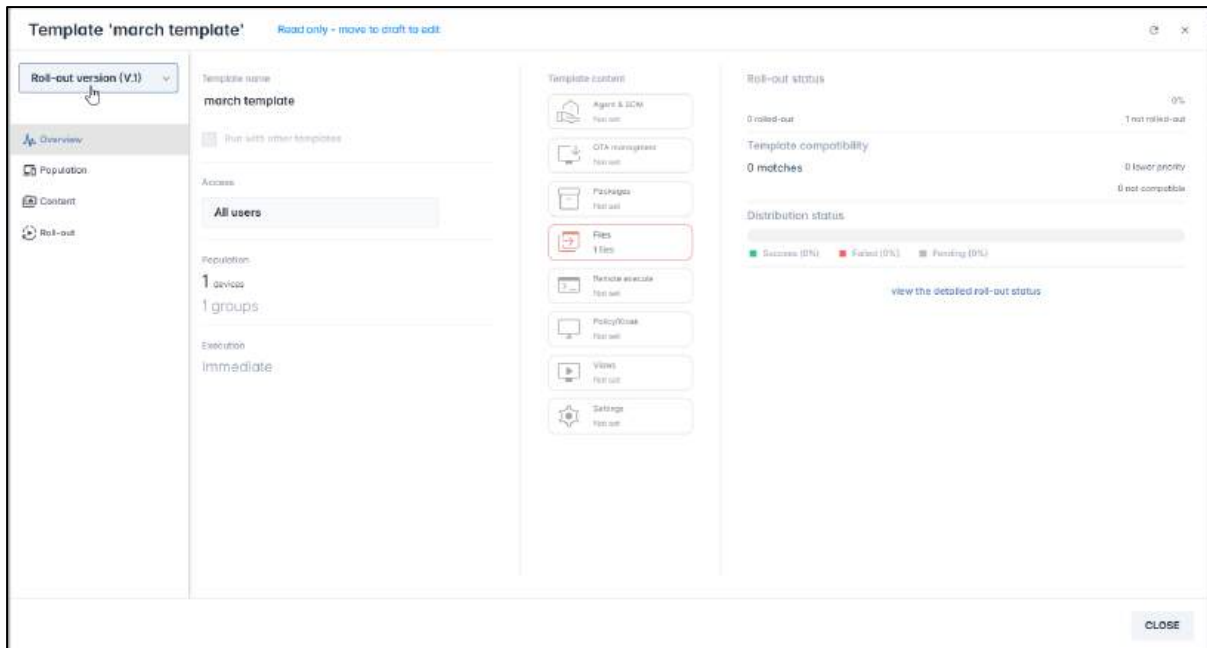 Template 'march template'
Read only - move to draft to edit
Roll-out version (V.1)
Overview
Population
Content
Roll-out
Template name
march template
Run with other templates
Access
All users
Population
1 devices
1 groups
Execution
Immediate
Template content
Agent & SCM
Not set
OTA managment
Not set
Packages
Not set
Files
1 files
Remote execute
Not set
Policy/Kiosk
Not set
Views
Not set
Settings
Not set
Roll-out status
0%
0 rolled-out
1 not rolled-out
Template compatibility
0 matches
0 lower priority
0 not compatible
Distribution status
Success (0%)
Failed (0%)
Pending (0%)
view the detailed roll-out status
CLOSE